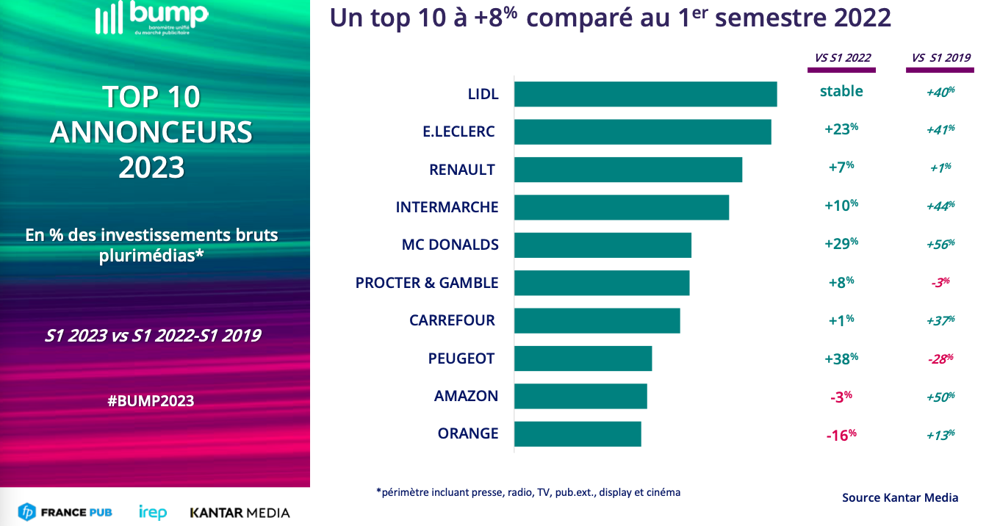 bump
baromètre unifié
du marché publicitaire
TOP 10
ANNONCEURS
2023
En % des investissements bruts
plurimédias*
S1 2023 vs S1 2022-S1 2019
#BUMP2023
fp FRANCE PUB
irep
KANTAR MEDIA
Un top 10 à +8% comparé au 1er semestre 2022
VS S1 2022 VS S1 2019
LIDL stable +40%
E.LECLERC +23% +41%
RENAULT +7% +1%
INTERMARCHE +10% +44%
MC DONALDS +29% +56%
PROCTER & GAMBLE +8% -3%
CARREFOUR +1% +37%
PEUGEOT +38% -28%
AMAZON -3% +50%
ORANGE -16% +13%
*périmètre incluant presse, radio, TV, pub.ext., display et cinéma
Source Kantar Media